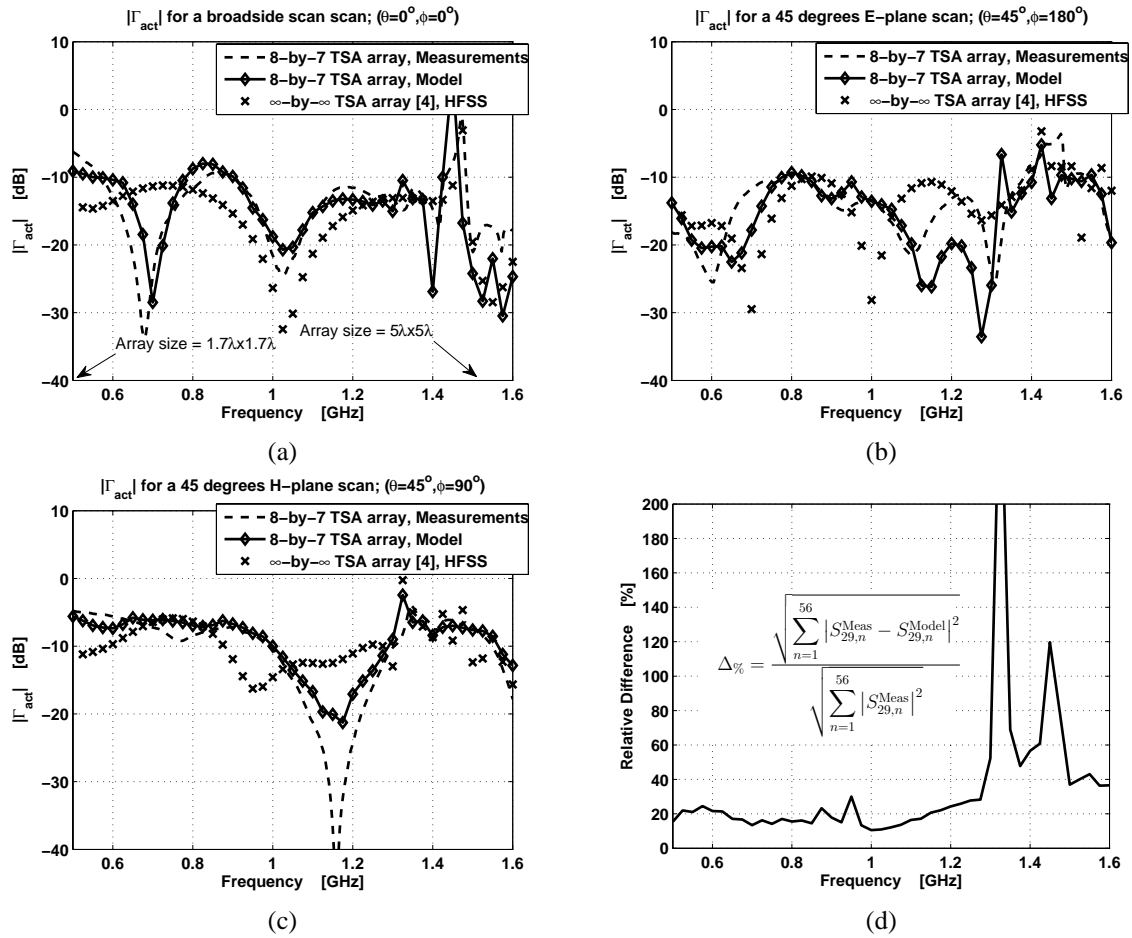 |Γact| for a broadside scan scan; (θ=0°,ϕ=0°)
8−by−7 TSA array, Measurements
8−by−7 TSA array, Model
∞−by−∞ TSA array [4], HFSS
10
0
−10
−20
−30
−40
|Γact| [dB]
Array size = 1.7λx1.7λ
Array size = 5λx5λ
0.6 0.8 1 1.2 1.4 1.6
Frequency [GHz]
(a)
|Γact| for a 45 degrees E−plane scan; (θ=45°,ϕ=180°)
8−by−7 TSA array, Measurements
8−by−7 TSA array, Model
∞−by−∞ TSA array [4], HFSS
10
0
−10
−20
−30
−40
|Γact| [dB]
0.6 0.8 1 1.2 1.4 1.6
Frequency [GHz]
(b)
|Γact| for a 45 degrees H−plane scan; (θ=45°,ϕ=90°)
8−by−7 TSA array, Measurements
8−by−7 TSA array, Model
∞−by−∞ TSA array [4], HFSS
10
0
−10
−20
−30
−40
|Γact| [dB]
0.6 0.8 1 1.2 1.4 1.6
Frequency [GHz]
(c)
200
180
160
140
120
100
80
60
40
20
0
Relative Difference [%]
Δ% = √(∑_{n=1}^{56} |S_{29,n}^{Meas} − S_{29,n}^{Model}|²) / √(∑_{n=1}^{56} |S_{29,n}^{Meas}|²)
0.6 0.8 1 1.2 1.4 1.6
Frequency [GHz]
(d)